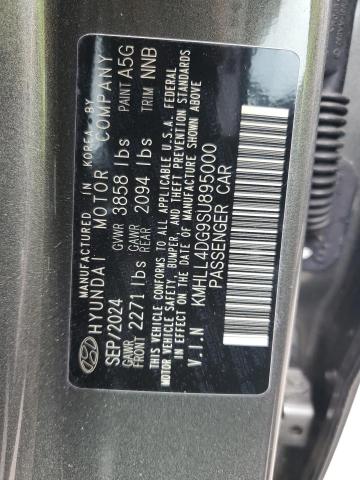 MANUFACTURED IN KOREA BY
HYUNDAI MOTOR COMPANY
SEP/2024 GVWR 3858 lbs PAINT A5G
GAWR FRONT 2271 lbs GAWR REAR 2094 lbs TRIM NNB
THIS VEHICLE CONFORMS TO ALL APPLICABLE U.S.A. FEDERAL
MOTOR VEHICLE SAFETY, BUMPER, AND THEFT PREVENTION STANDARDS
IN EFFECT ON THE DATE OF MANUFACTURE SHOWN ABOVE.
V.I.N KMHLL4DG9SU895000
PASSENGER CAR